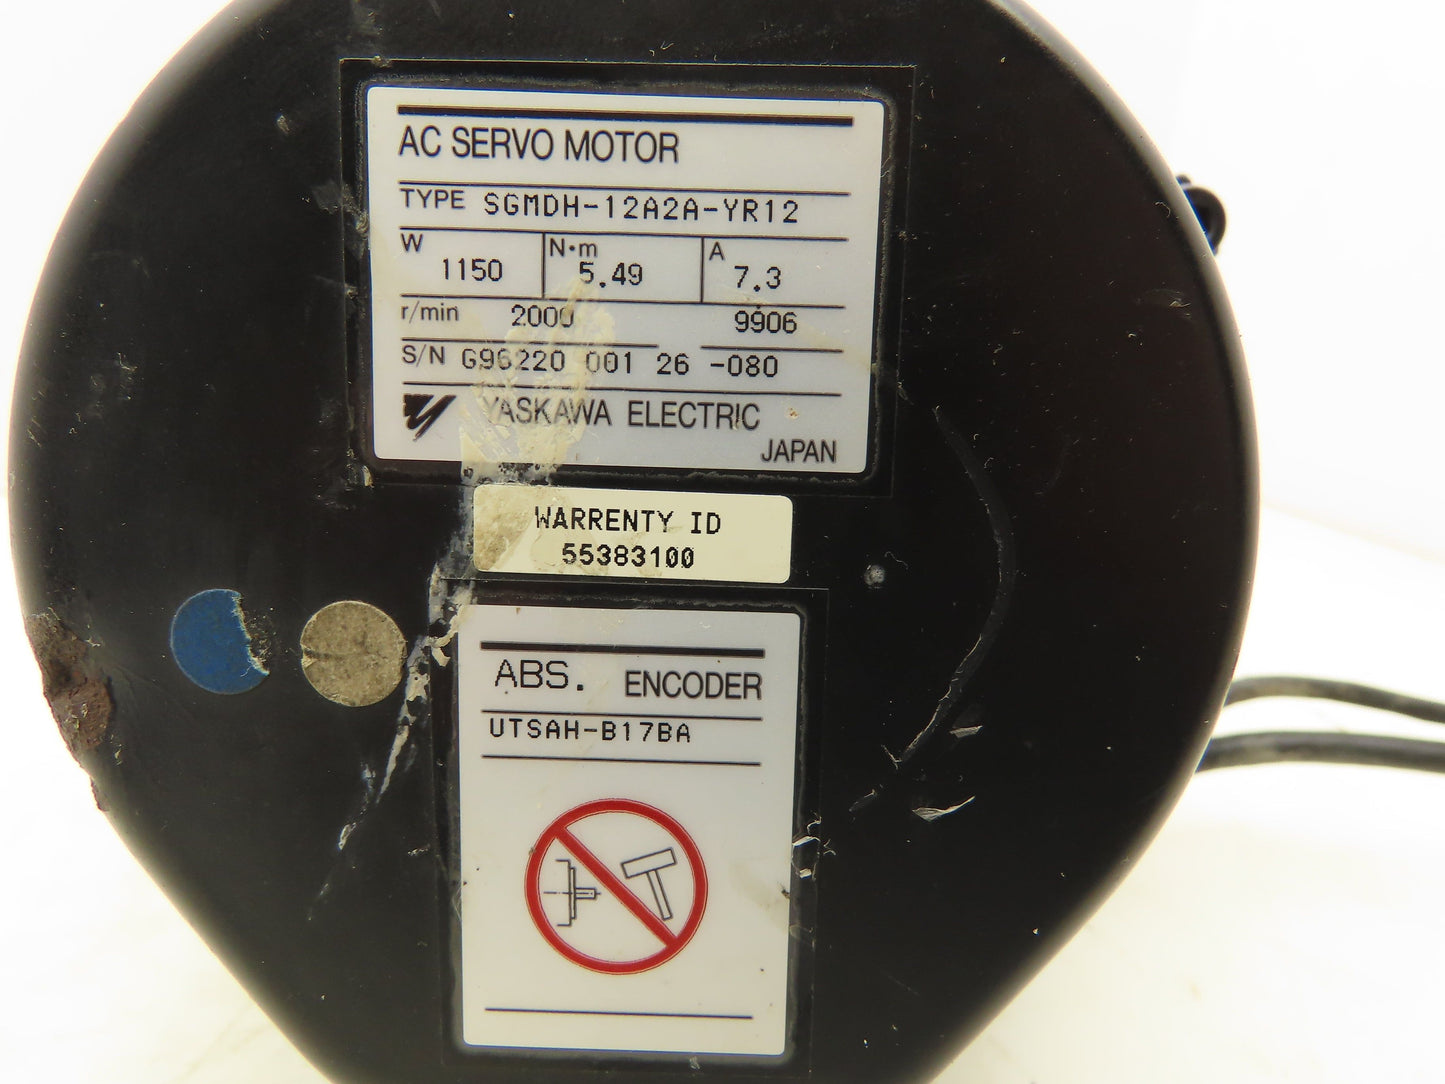 AC SERVO MOTOR
TYPE SGMDH-12A2A-YR12
W 1150 N·m 5.49 A 7.3
r/min 2000 9906
S/N G96220 001 26 -080
YASKAWA ELECTRIC
JAPAN
WARRENTY ID
55383100
ABS. ENCODER
UTSAH-B17BA